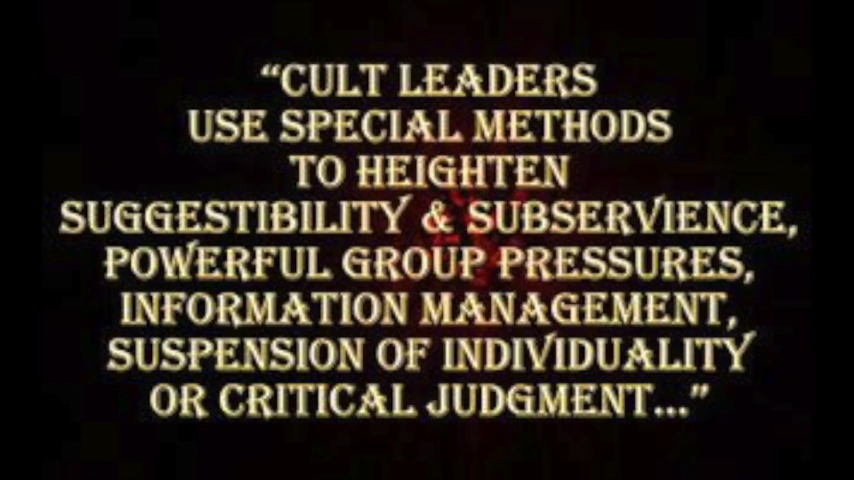 “CULT LEADERS
USE SPECIAL METHODS
TO HEIGHTEN
SUGGESTIBILITY & SUBSERVIENCE,
POWERFUL GROUP PRESSURES,
INFORMATION MANAGEMENT,
SUSPENSION OF INDIVIDUALITY
OR CRITICAL JUDGMENT...”